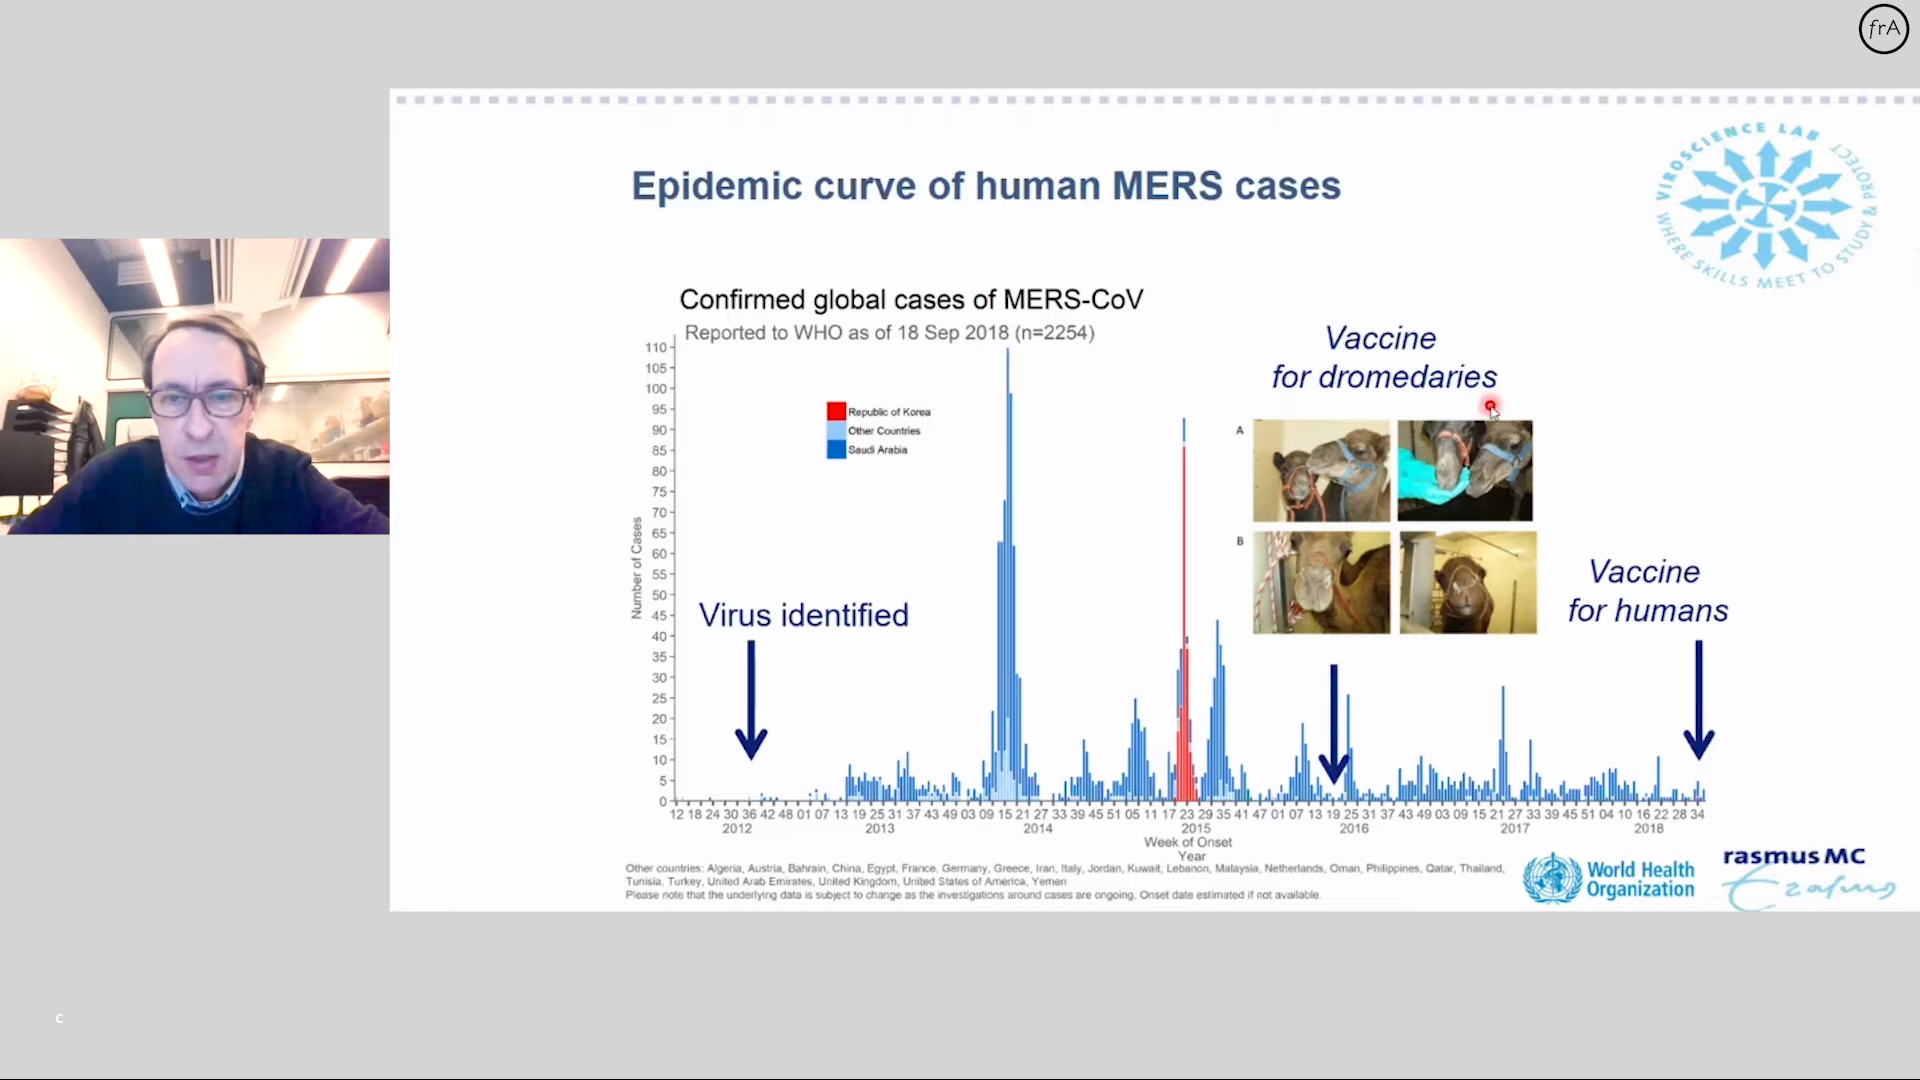 frA
VIROSCIENCE LAB
WHERE SKILLS MEET TO STUDY & PROTECT
Epidemic curve of human MERS cases
Confirmed global cases of MERS-CoV
Reported to WHO as of 18 Sep 2018 (n=2254)
Vaccine
for dromedaries
Republic of Korea
Other Countries
Saudi Arabia
A
B
Vaccine
for humans
Virus identified
Number of Cases
110
105
100
95
90
85
80
75
70
65
60
55
50
45
40
35
30
25
20
15
10
5
0
12 18 24 30 36 42 48 01 07 13 19 25 31 37 43 49 03 09 15 21 27 33 39 45 51 05 11 17 23 29 35 41 47 01 07 13 19 25 31 37 43 49 03 09 15 21 27 33 39 45 51 04 10 16 22 28 34
2012 2013 2014 2015 2016 2017 2018
Week of Onset
Year
Other countries: Algeria, Austria, Bahrain, China, Egypt, France, Germany, Greece, Iran, Italy, Jordan, Kuwait, Lebanon, Malaysia, Netherlands, Oman, Philippines, Qatar, Thailand,
Tunisia, Turkey, United Arab Emirates, United Kingdom, United States of America, Yemen
Please note that the underlying data is subject to change as the investigations around cases are ongoing. Onset date estimated if not available.
World Health
Organization
rasmus MC
Erasmus
c